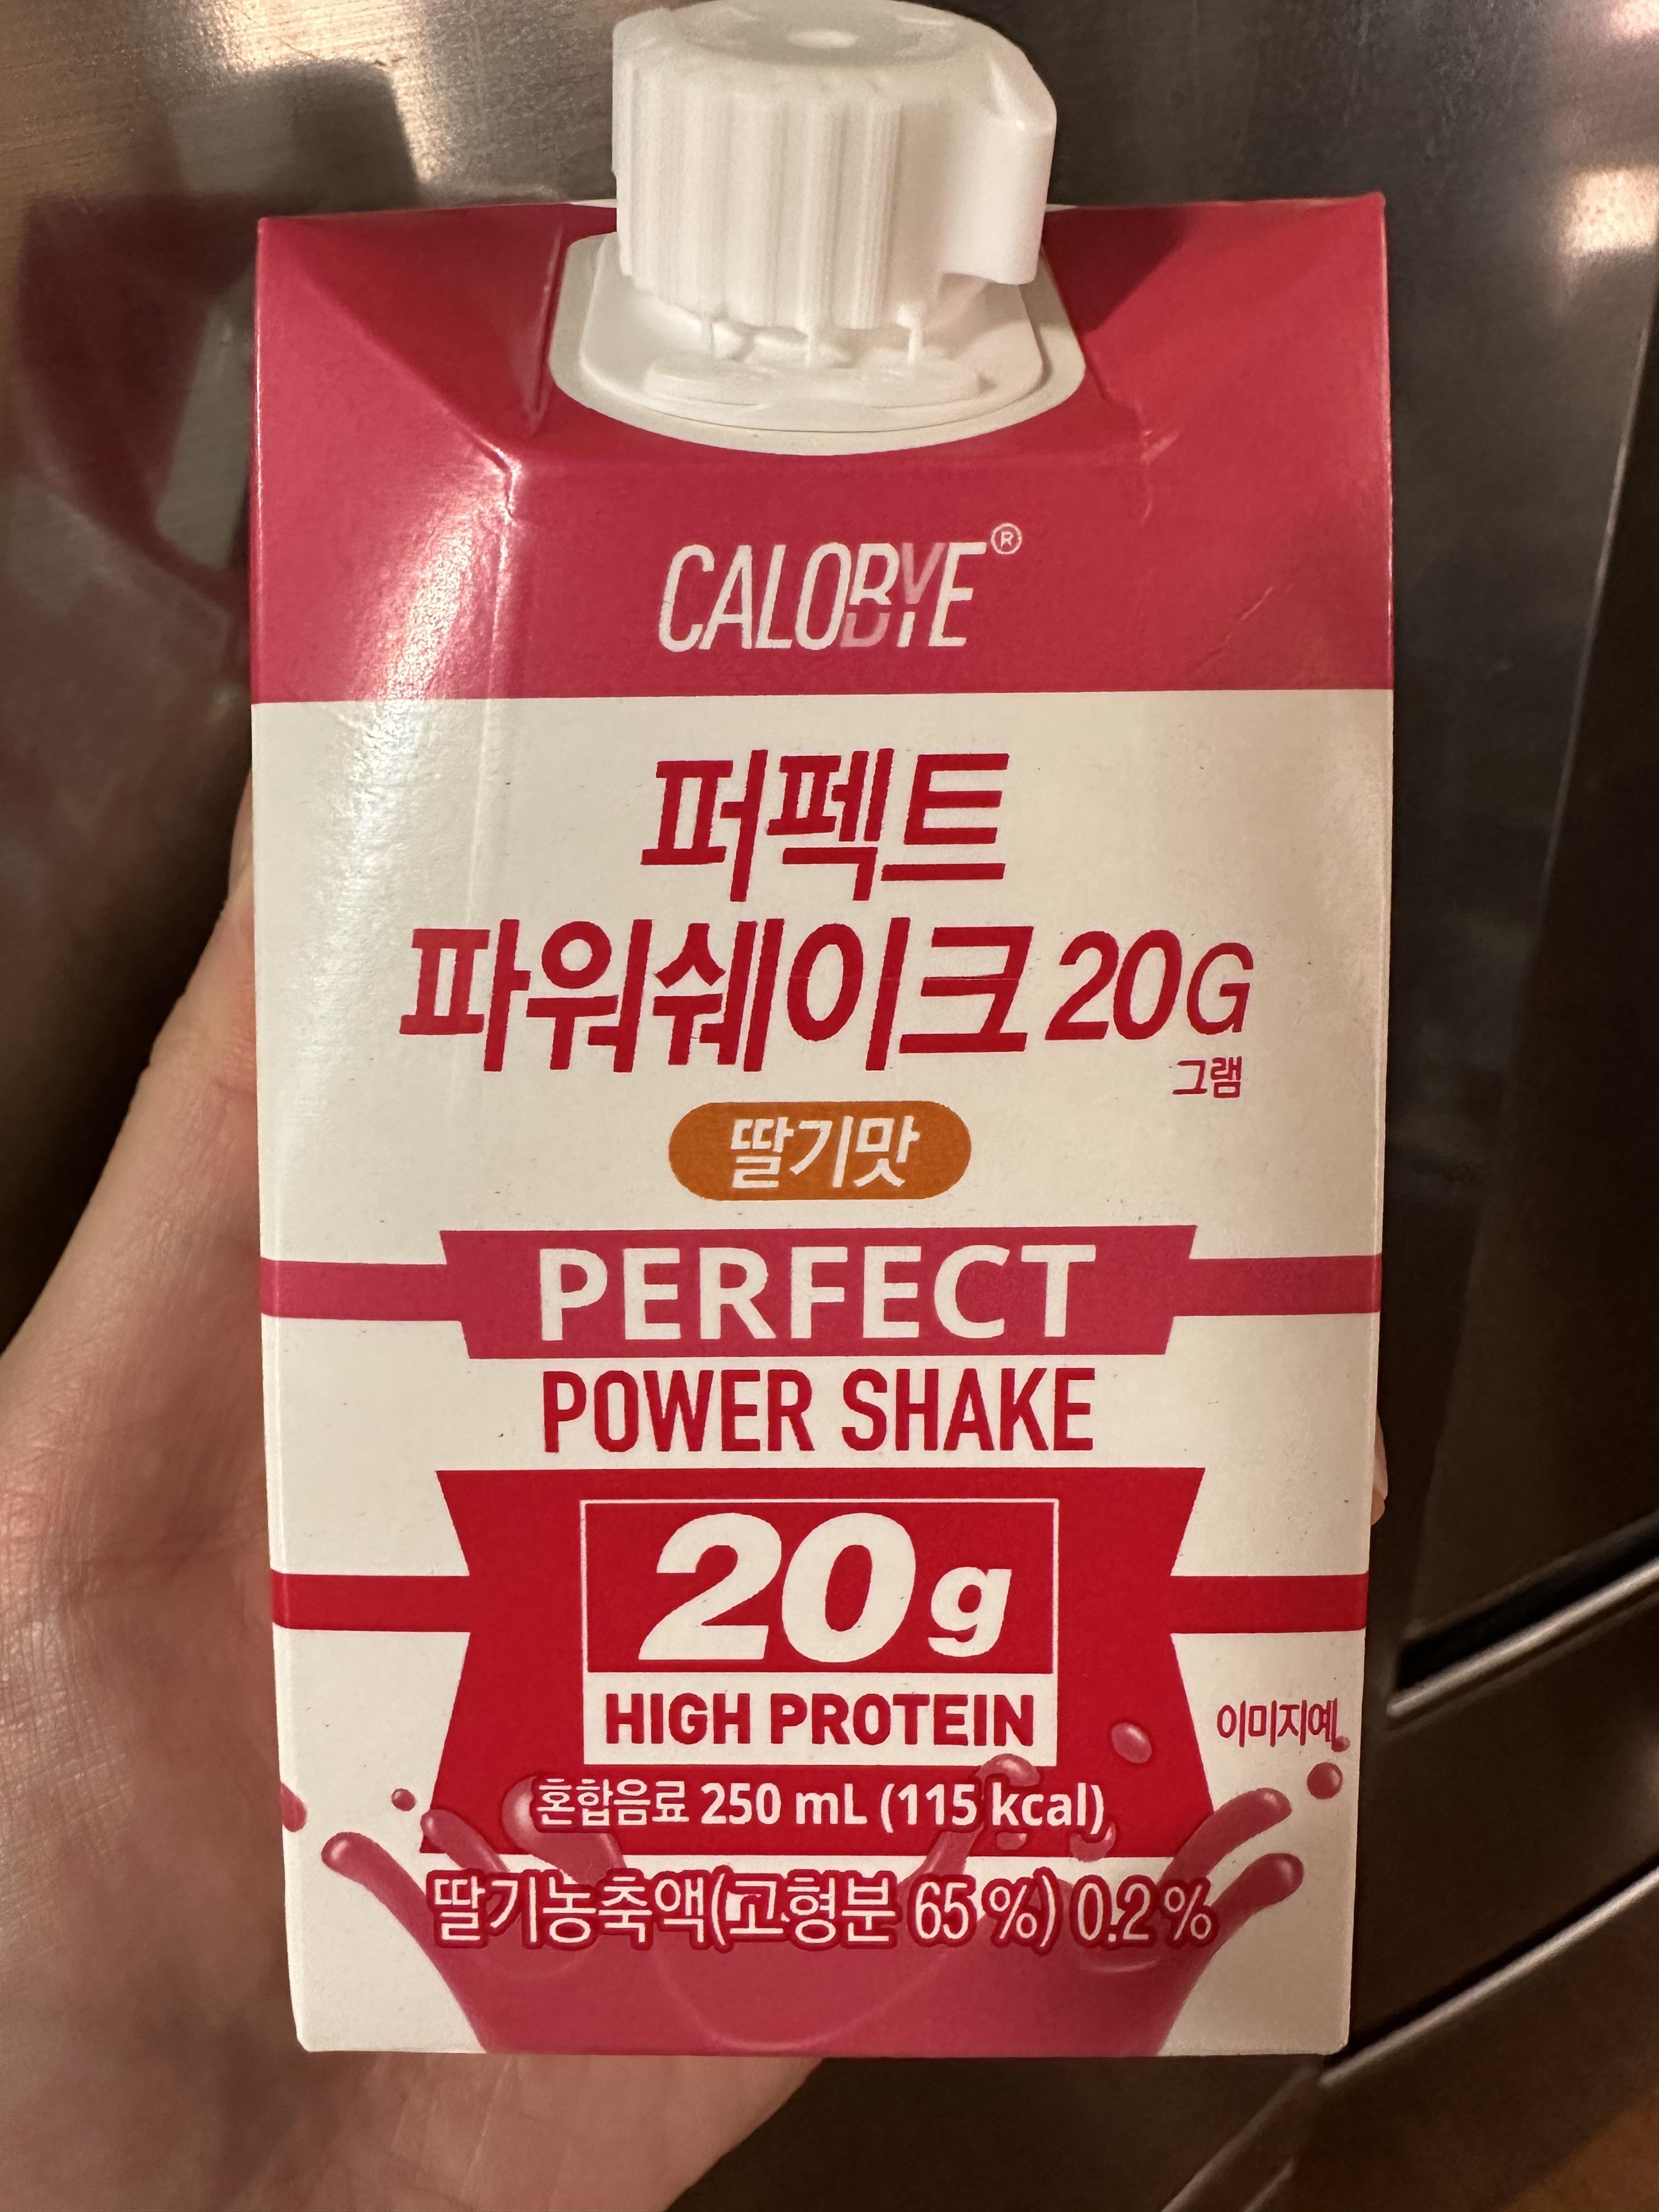 CALOBYE®
퍼펙트
파워쉐이크 20G
그램
딸기맛
PERFECT
POWER SHAKE
20g
HIGH PROTEIN
이미지예
혼합음료 250 mL (115 kcal)
딸기농축액(고형분 65 %) 0.2 %